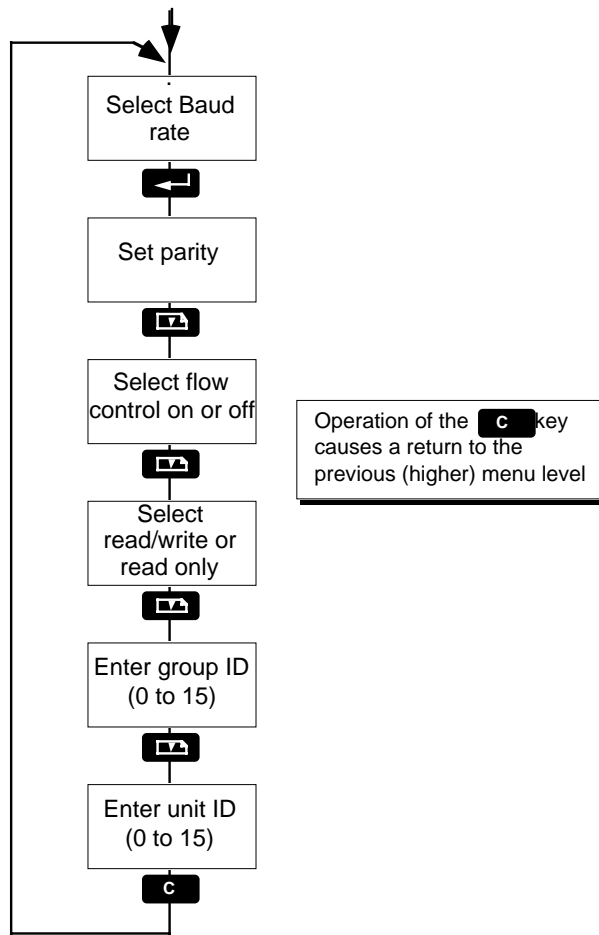 Select Baud
rate
Set parity
Select flow
control on or off
Select
read/write or
read only
Enter group ID
(0 to 15)
Enter unit ID
(0 to 15)
C
Operation of the C key
causes a return to the
previous (higher) menu level